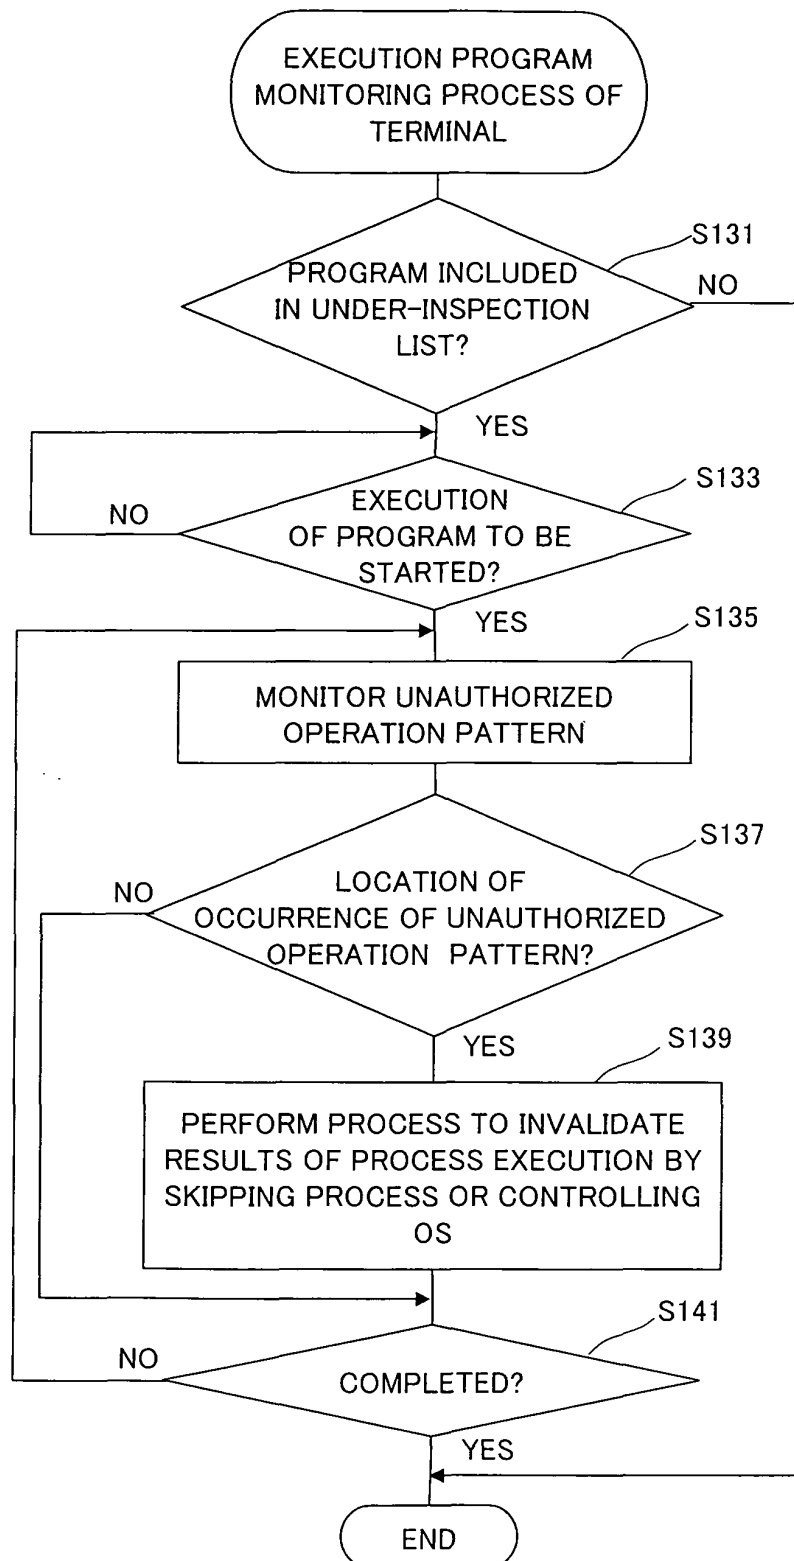 EXECUTION PROGRAM
MONITORING PROCESS OF
TERMINAL
S131
PROGRAM INCLUDED
IN UNDER-INSPECTION
LIST?
NO
YES
S133
EXECUTION
OF PROGRAM TO BE
STARTED?
NO
YES
S135
MONITOR UNAUTHORIZED
OPERATION PATTERN
S137
NO
LOCATION OF
OCCURRENCE OF UNAUTHORIZED
OPERATION PATTERN?
YES
S139
PERFORM PROCESS TO INVALIDATE
RESULTS OF PROCESS EXECUTION BY
SKIPPING PROCESS OR CONTROLLING
OS
S141
NO
COMPLETED?
YES
END